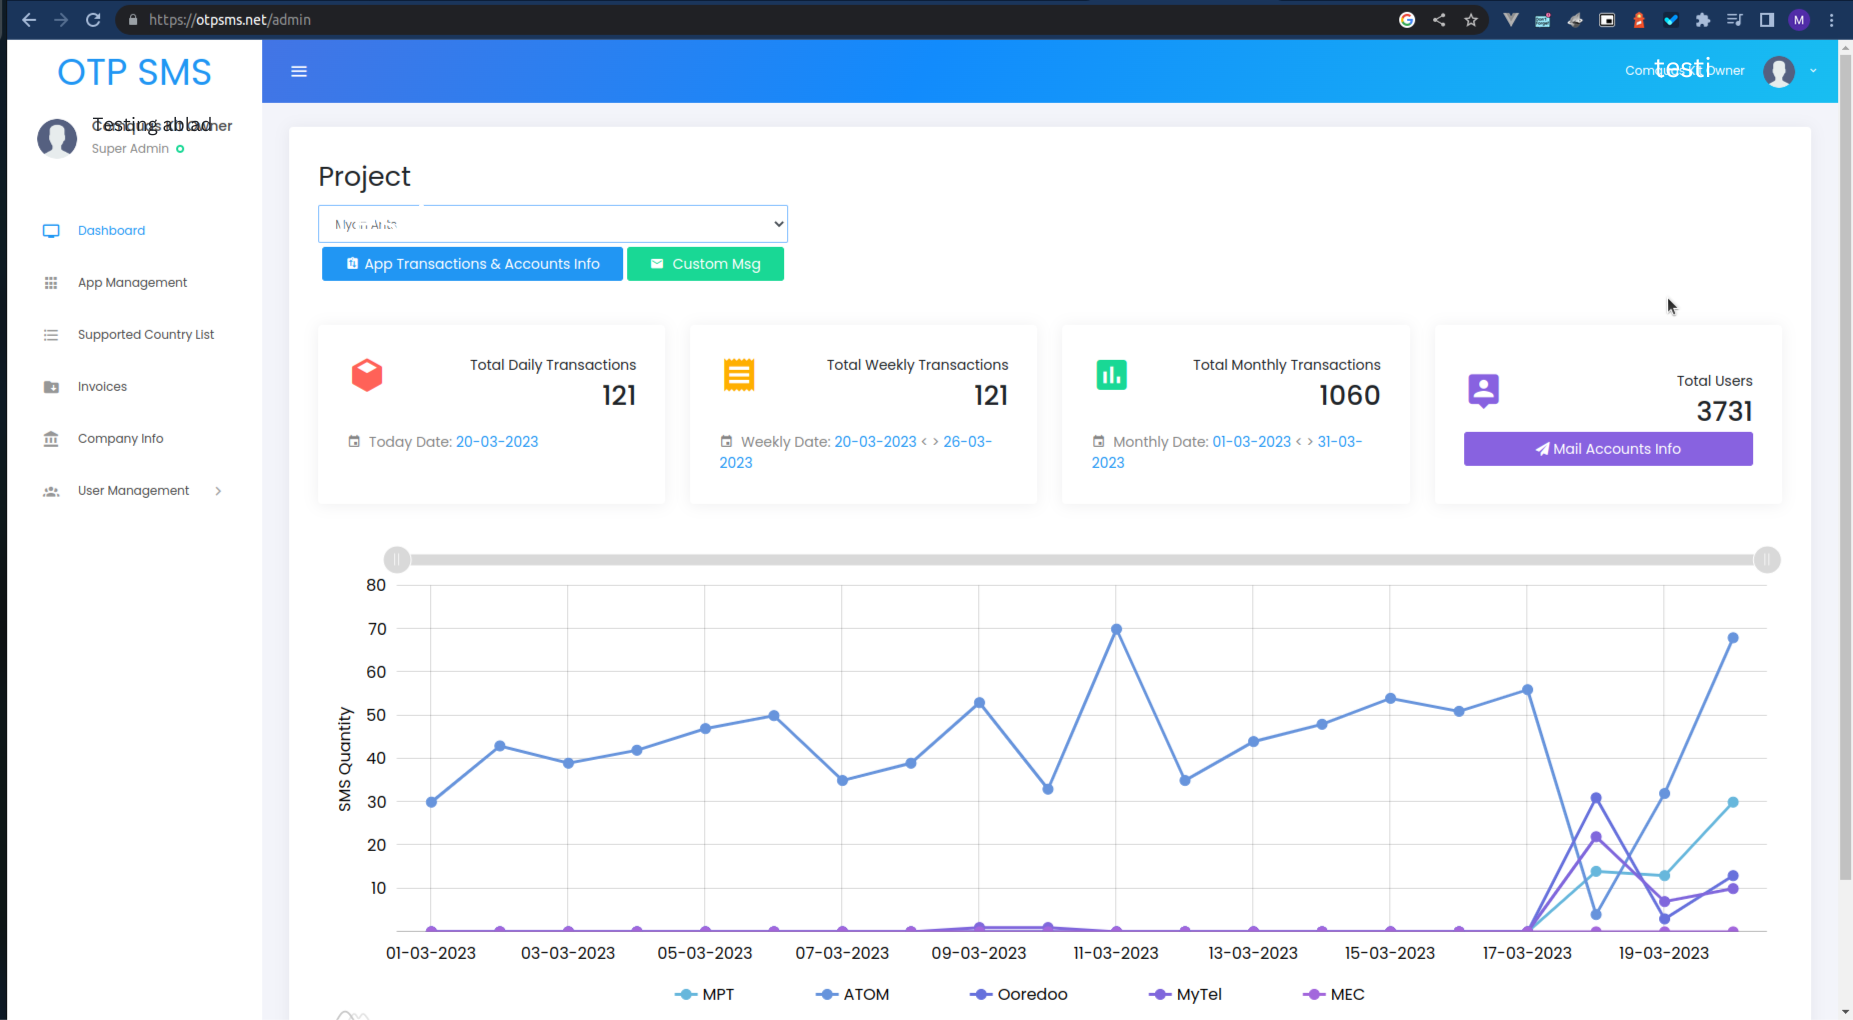 https://otpsms.net/admin
M
OTP SMS
testi
Owner
Testing
Super Admin
Dashboard
App Management
Supported Country List
Invoices
Company Info
User Management
Project
App Transactions & Accounts Info
Custom Msg
Total Daily Transactions
121
Today Date: 20-03-2023
Total Weekly Transactions
121
Weekly Date: 20-03-2023 < > 26-03-
2023
Total Monthly Transactions
1060
Monthly Date: 01-03-2023 < > 31-03-
2023
Total Users
3731
Mail Accounts Info
SMS Quantity
80
70
60
50
40
30
20
10
01-03-2023 03-03-2023 05-03-2023 07-03-2023 09-03-2023 11-03-2023 13-03-2023 15-03-2023 17-03-2023 19-03-2023
MPT ATOM Ooredoo MyTel MEC